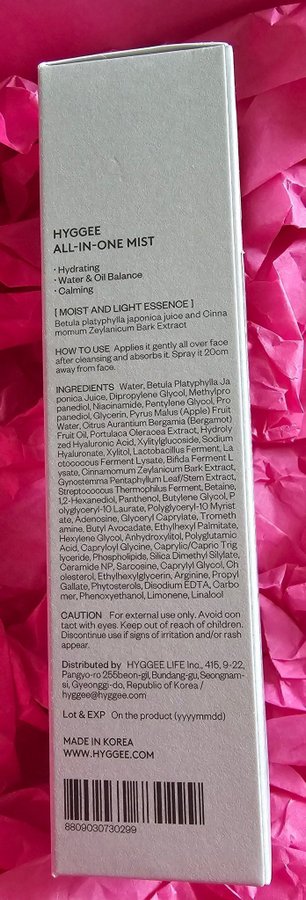 HYGGEE
ALL-IN-ONE MIST
· Hydrating
· Water & Oil Balance
· Calming
[ MOIST AND LIGHT ESSENCE ]
Betula platyphylla japonica juice and Cinna
momum Zeylanicum Bark Extract
HOW TO USE Applies it gently all over face
after cleansing and absorbs it. Spray it 20cm
away from face.
INGREDIENTS Water, Betula Platyphylla Ja
ponica Juice, Dipropylene Glycol, Methylpro
panediol, Niacinamide, Pentylene Glycol, Pro
panediol, Glycerin, Pyrus Malus (Apple) Fruit
Water, Citrus Aurantium Bergamia (Bergamot)
Fruit Oil, Portulaca Oleracea Extract, Hydroly
zed Hyaluronic Acid, Xylitylglucoside, Sodium
Hyaluronate, Xylitol, Lactobacillus Ferment, La
ctococcus Ferment Lysate, Bifida Ferment L
ysate, Cinnamomum Zeylanicum Bark Extract,
Gynostemma Pentaphyllum Leaf/Stem Extract,
Streptococcus Thermophilus Ferment, Betaine,
1,2-Hexanediol, Panthenol, Butylene Glycol, P
olyglyceryl-10 Laurate, Polyglyceryl-10 Myrist
ate, Adenosine, Glyceryl Caprylate, Trometh
amine, Butyl Avocadate, Ethylhexyl Palmitate,
Hexylene Glycol, Anhydroxylitol, Polyglutamic
Acid, Capryloyl Glycine, Caprylic/Capric Trig
lyceride, Phospholipids, Silica Dimethyl Silylate,
Ceramide NP, Sarcosine, Caprylyl Glycol, Ch
olesterol, Ethylhexylglycerin, Arginine, Propyl
Gallate, Phytosterols, Disodium EDTA, Carbo
mer, Phenoxyethanol, Limonene, Linalool
CAUTION For external use only. Avoid con
tact with eyes. Keep out of reach of children.
Discontinue use if signs of irritation and/or rash
appear.
Distributed by HYGGEE LIFE Inc., 415, 9-22,
Pangyo-ro 255beon-gil, Bundang-gu, Seongnam-
si, Gyeonggi-do, Republic of Korea /
hyggee@hyggee.com
Lot & EXP On the product (yyyymmdd)
MADE IN KOREA
WWW.HYGGEE.COM
8809030730299